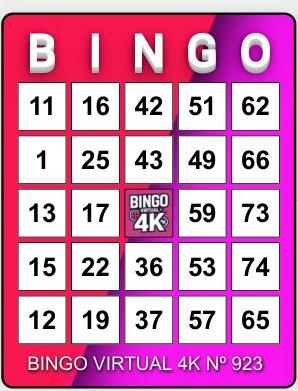 B I N G O
11 16 42 51 62
1 25 43 49 66
13 17 BINGO VIRTUAL 4K 59 73
15 22 36 53 74
12 19 37 57 65
BINGO VIRTUAL 4K Nº 923